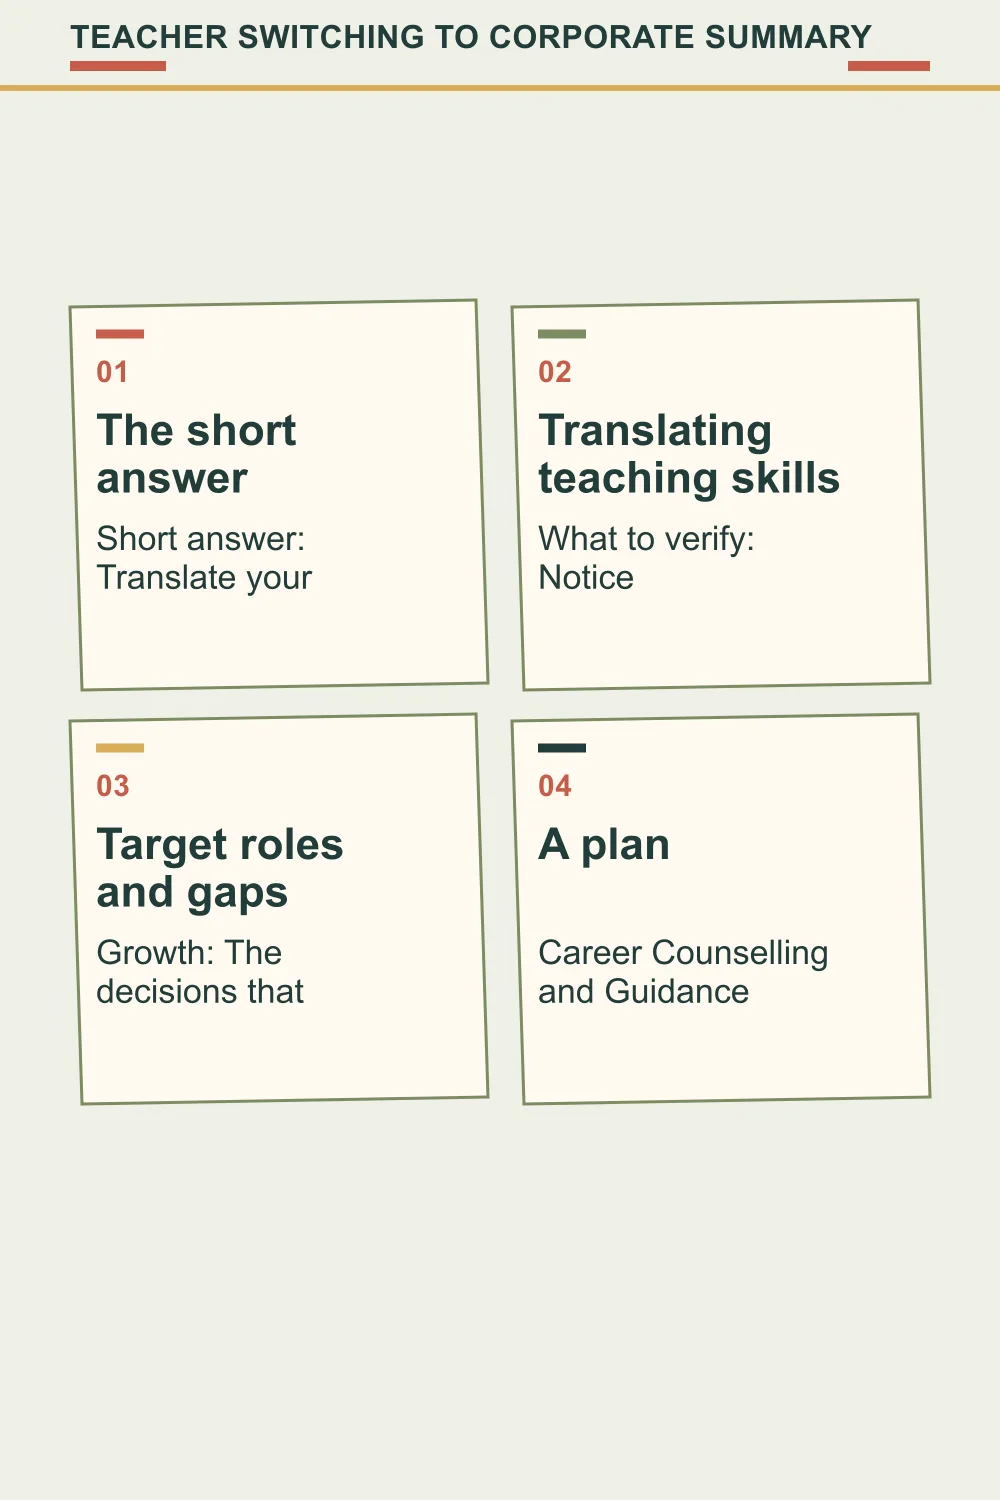 TEACHER SWITCHING TO CORPORATE SUMMARY
01
The short
answer
Short answer:
Translate your
02
Translating
teaching skills
What to verify:
Notice
03
Target roles
and gaps
Growth: The
decisions that
04
A plan
Career Counselling
and Guidance